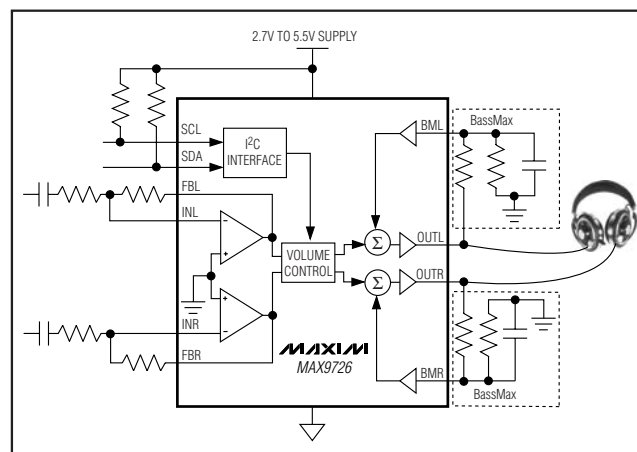 2.7V TO 5.5V SUPPLY
BassMax
BML
SCL
I²C
INTERFACE
SDA
FBL
INL
-
+
VOLUME
CONTROL
Σ
OUTL
Σ
OUTR
+
-
INR
FBR
MAXIM
MAX9726
BMR
BassMax